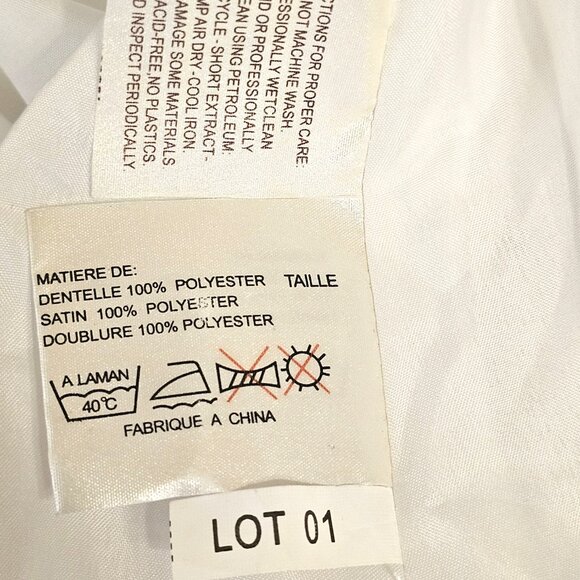 CTIONS FOR PROPER CARE:
NOT MACHINE WASH.
ESSIONALLY WETCLEAN
D OR PROFESSIONALLY
EAN USING PETROLEUM:
YCLE - SHORT EXTRACT -
MP AIR DRY - COOL IRON.
AMAGE SOME MATERIALS
ACID-FREE, NO PLASTICS.
D INSPECT PERIODICALLY.
MATIERE DE:
DENTELLE 100% POLYESTER TAILLE
SATIN 100% POLYESTER
DOUBLURE 100% POLYESTER
A LAMAN
40°C
FABRIQUE A CHINA
LOT 01